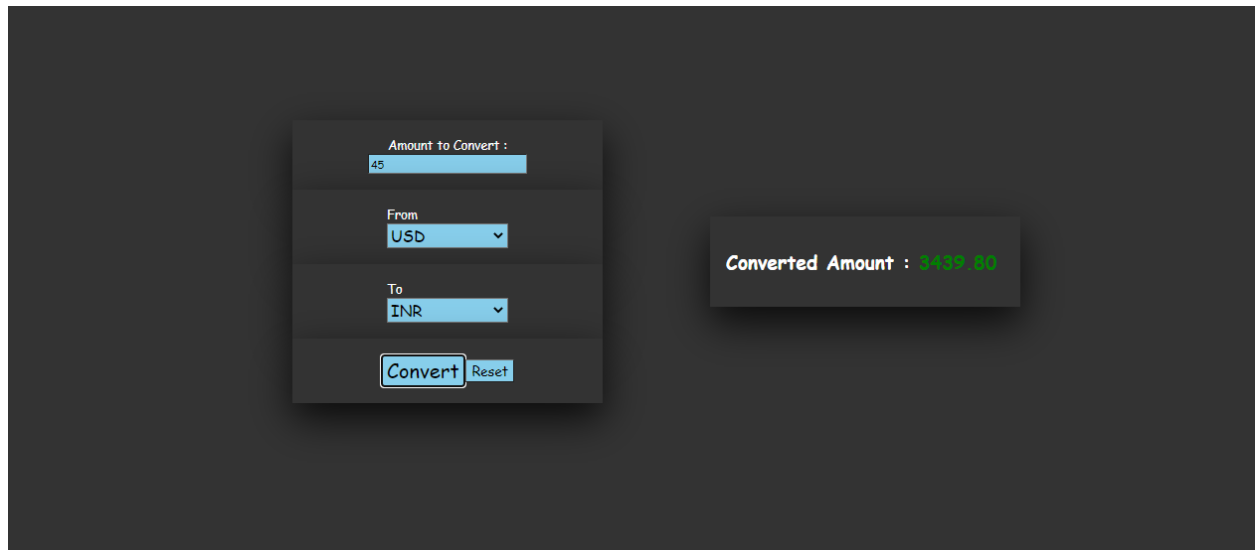 Amount to Convert :
45
From
USD
To
INR
Convert Reset
Converted Amount : 3439.80